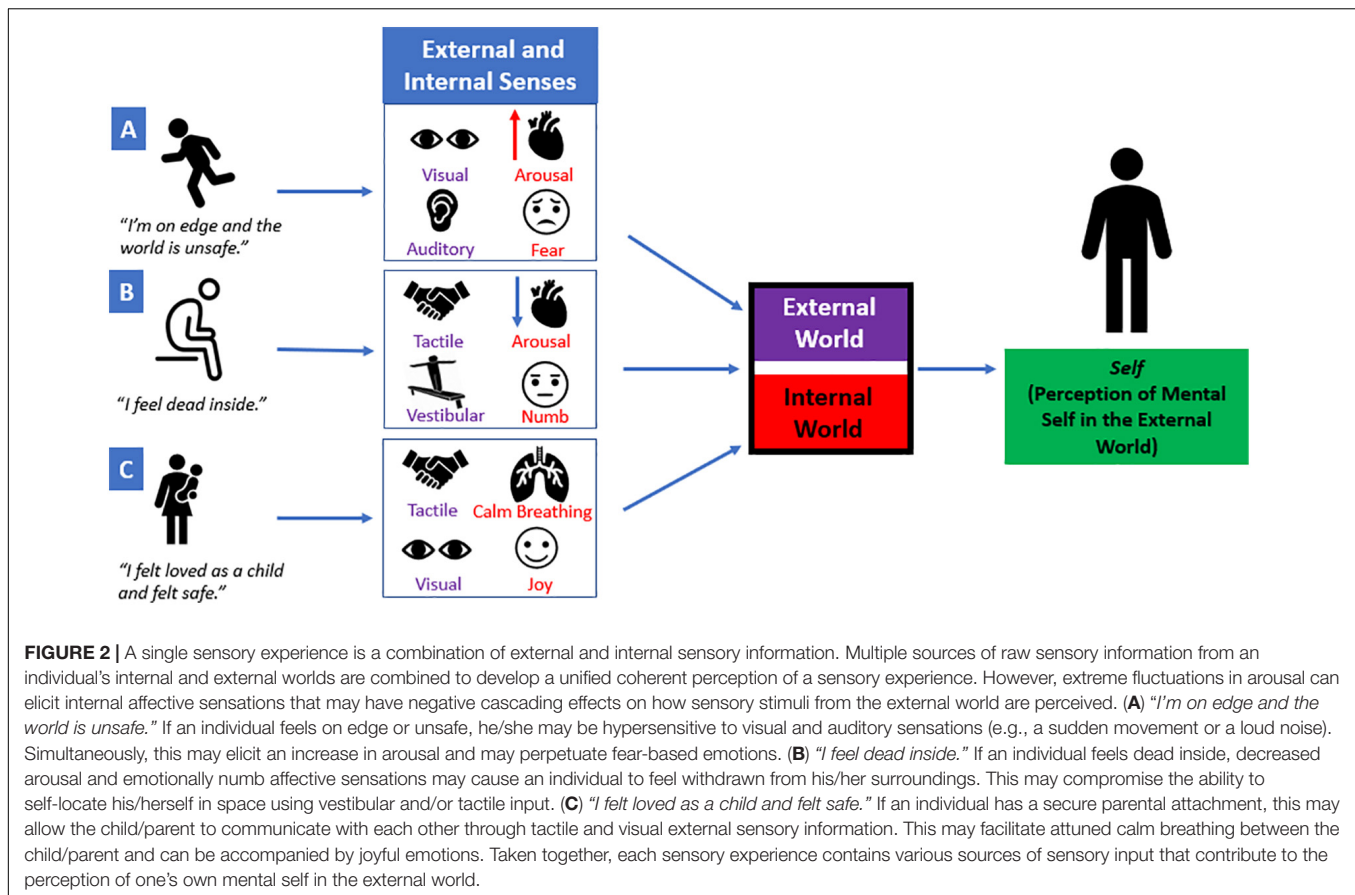 External and
Internal Senses
A
"I'm on edge and the
world is unsafe."
Visual
Arousal
Auditory
Fear
B
"I feel dead inside."
Tactile
Arousal
Vestibular
Numb
C
"I felt loved as a child
and felt safe."
Tactile
Calm Breathing
Visual
Joy
External
World
Internal
World
Self
(Perception of Mental
Self in the External
World)
FIGURE 2 | A single sensory experience is a combination of external and internal sensory information. Multiple sources of raw sensory information from an
individual's internal and external worlds are combined to develop a unified coherent perception of a sensory experience. However, extreme fluctuations in arousal can
elicit internal affective sensations that may have negative cascading effects on how sensory stimuli from the external world are perceived. (A) "I'm on edge and the
world is unsafe." If an individual feels on edge or unsafe, he/she may be hypersensitive to visual and auditory sensations (e.g., a sudden movement or a loud noise).
Simultaneously, this may elicit an increase in arousal and may perpetuate fear-based emotions. (B) "I feel dead inside." If an individual feels dead inside, decreased
arousal and emotionally numb affective sensations may cause an individual to feel withdrawn from his/her surroundings. This may compromise the ability to
self-locate his/herself in space using vestibular and/or tactile input. (C) "I felt loved as a child and felt safe." If an individual has a secure parental attachment, this may
allow the child/parent to communicate with each other through tactile and visual external sensory information. This may facilitate attuned calm breathing between the
child/parent and can be accompanied by joyful emotions. Taken together, each sensory experience contains various sources of sensory input that contribute to the
perception of one's own mental self in the external world.